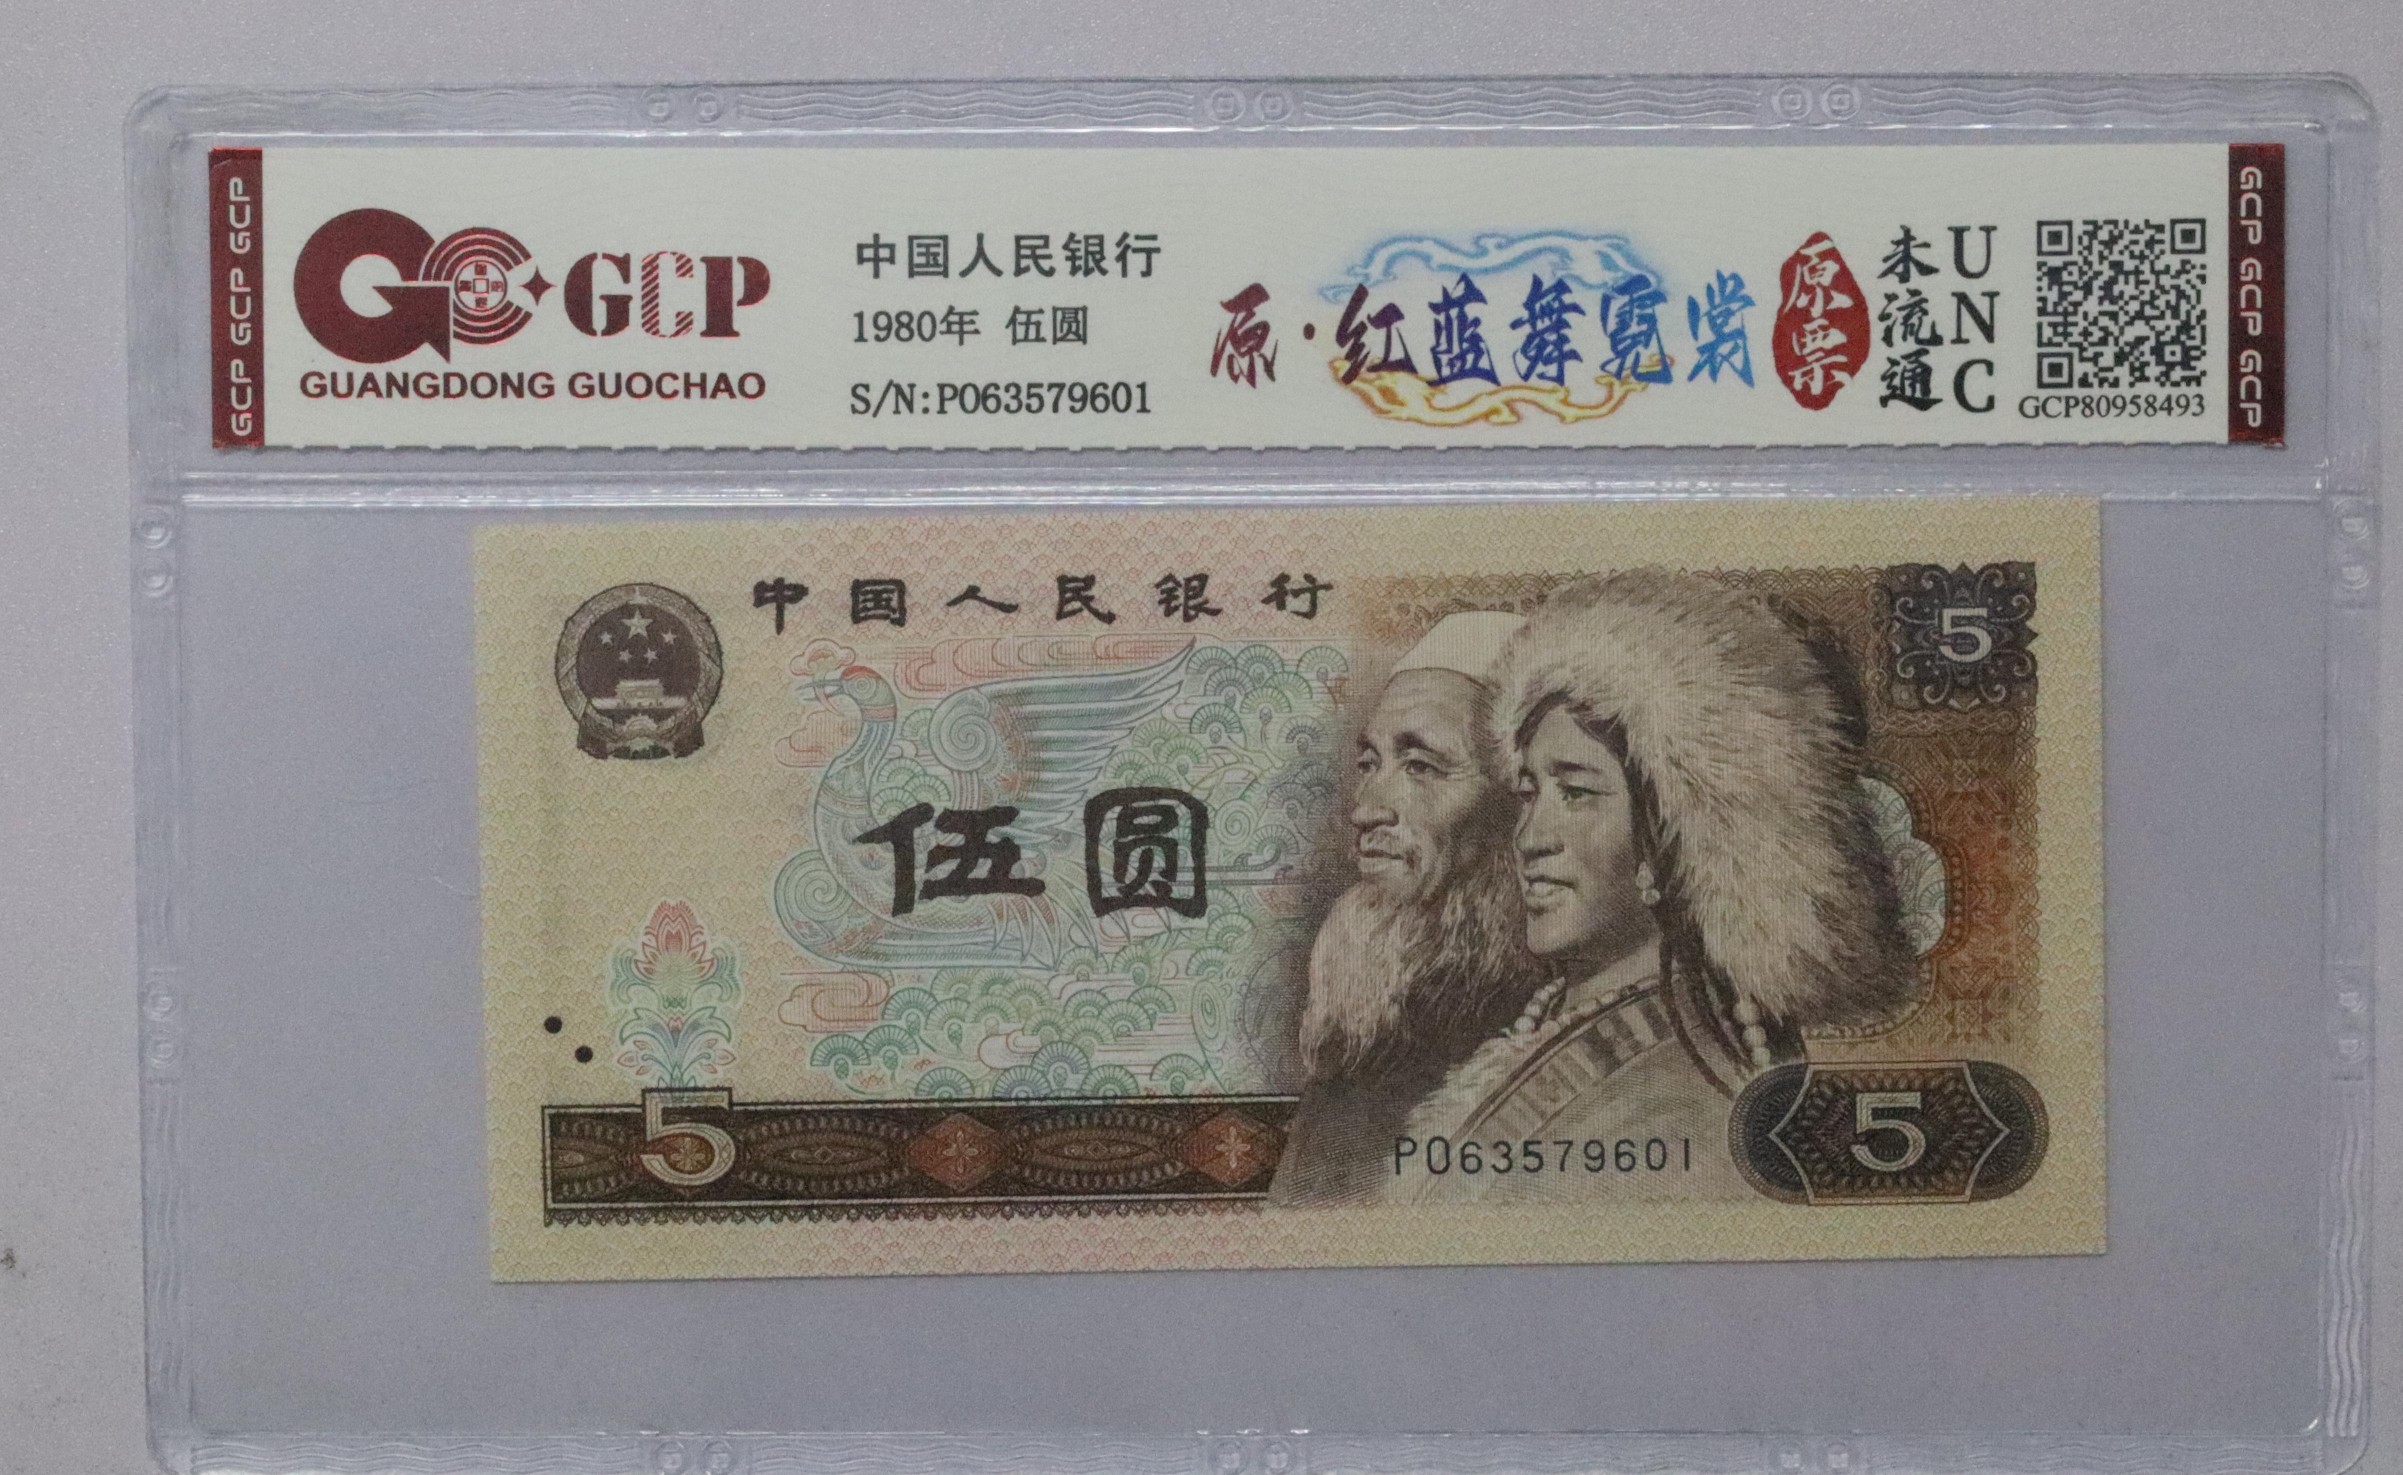 GCP GCP GCP
GCP
GUANGDONG GUOCHAO
中国人民银行
1980年 伍圆
S/N:PO63579601
原·红蓝舞霓裳
原票
未流通
UNC
GCP80958493
GCP GCP GCP
中国人民银行
5
伍圆
5
PO63579601
5